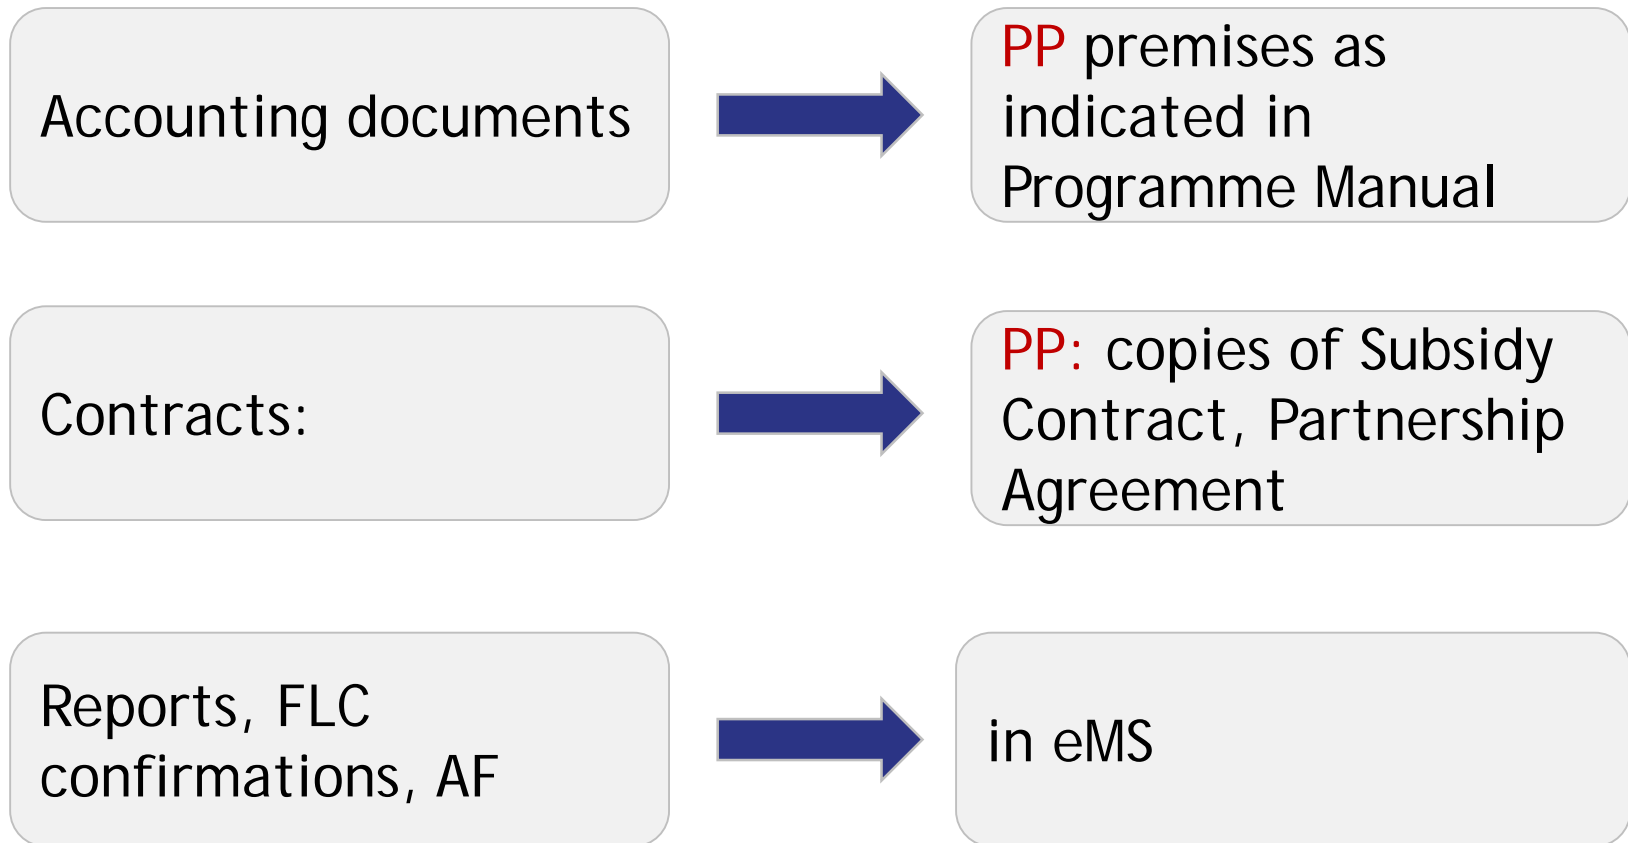 Accounting documents
PP premises as
indicated in
Programme Manual
Contracts:
PP: copies of Subsidy
Contract, Partnership
Agreement
Reports, FLC
confirmations, AF
in eMS